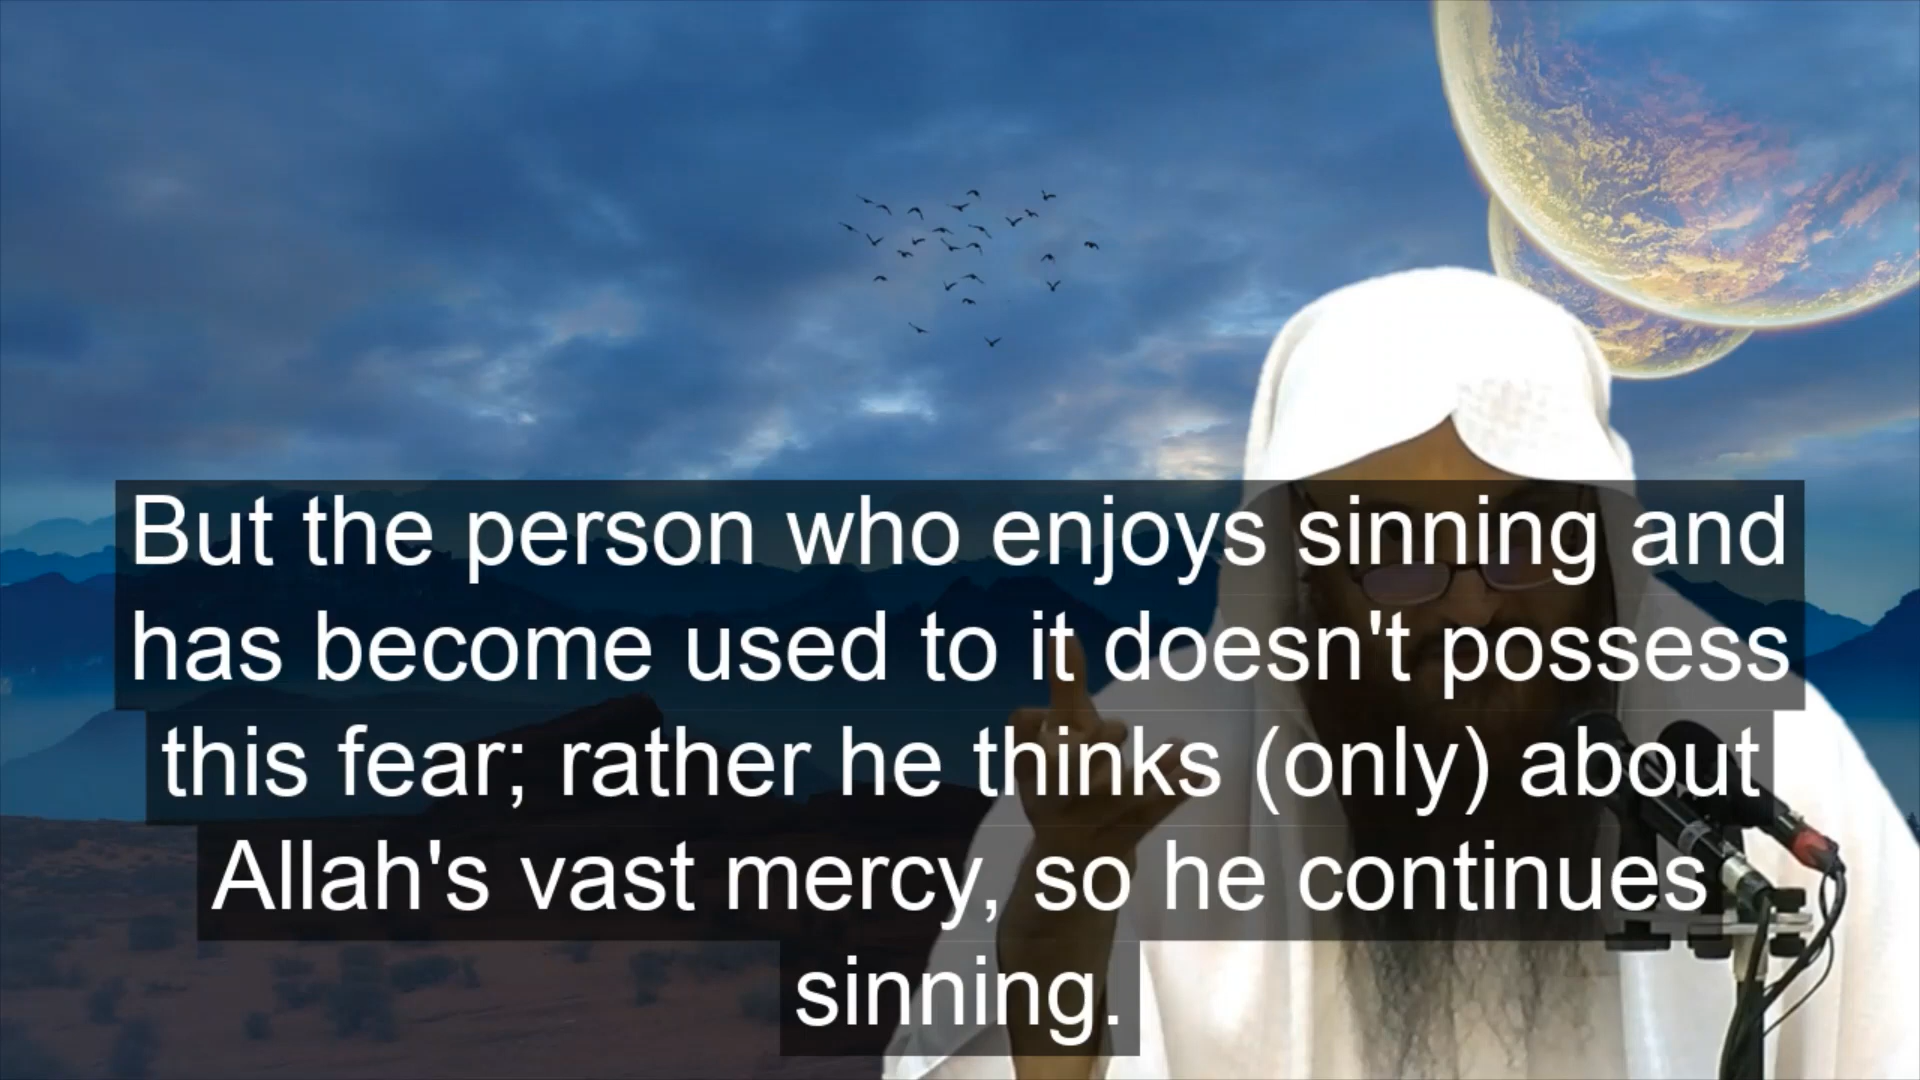 But the person who enjoys sinning and
has become used to it doesn't possess
this fear; rather he thinks (only) about
Allah's vast mercy, so he continues
sinning.